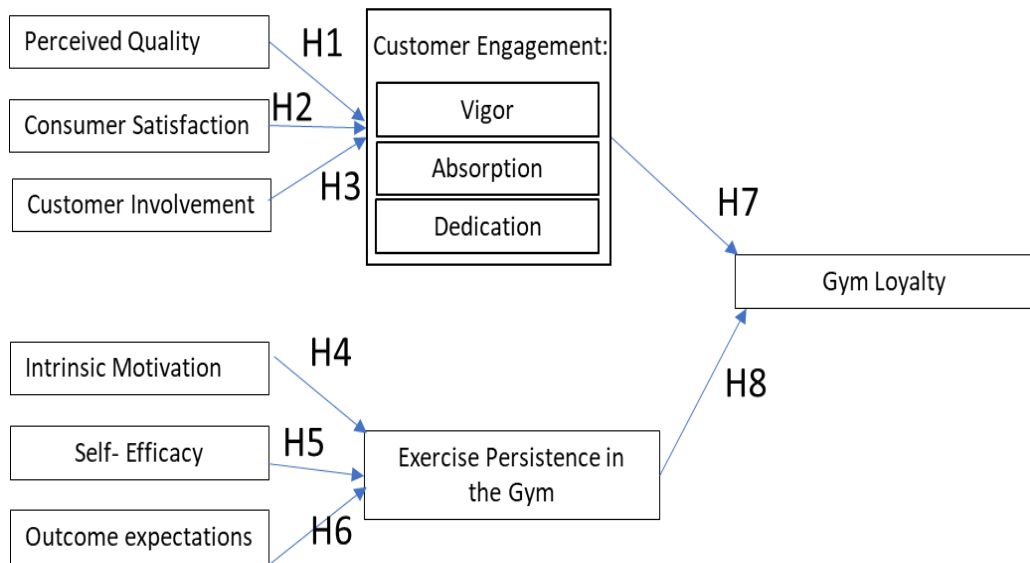 Perceived Quality
H1
Customer Engagement:
Vigor
Consumer Satisfaction
H2
Absorption
Customer Involvement
H3
Dedication
H7
Gym Loyalty
Intrinsic Motivation
H4
H8
Self- Efficacy
H5
Exercise Persistence in
the Gym
Outcome expectations
H6